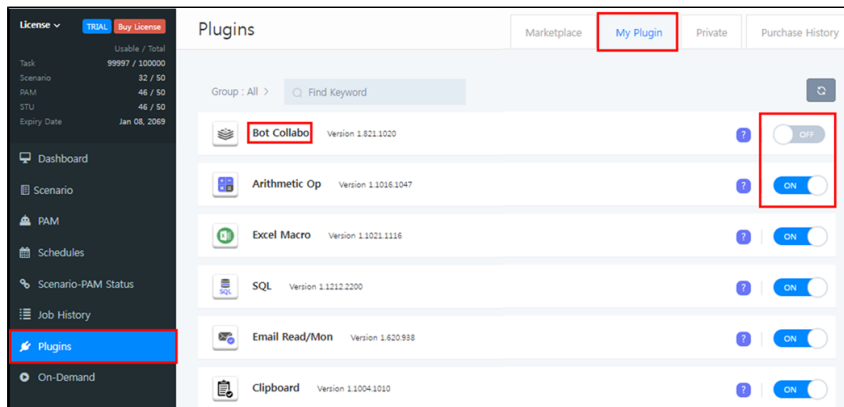 License TRIAL Buy License
Usable / Total
Task 99997 / 100000
Scenario 32 / 50
PAM 46 / 50
STU 46 / 50
Expiry Date Jan 08, 2069
Dashboard
Scenario
PAM
Schedules
Scenario-PAM Status
Job History
Plugins
On-Demand
Plugins
Marketplace My Plugin Private Purchase History
Group : All > Find Keyword
Bot Collabo Version 1.821.1020 ? OFF
Arithmetic Op Version 1.1016.1047 ? ON
Excel Macro Version 1.1021.1116 ? ON
SQL SQL Version 1.1212.2200 ? ON
Email Read/Mon Version 1.620.938 ? ON
Clipboard Version 1.1004.1010 ? ON